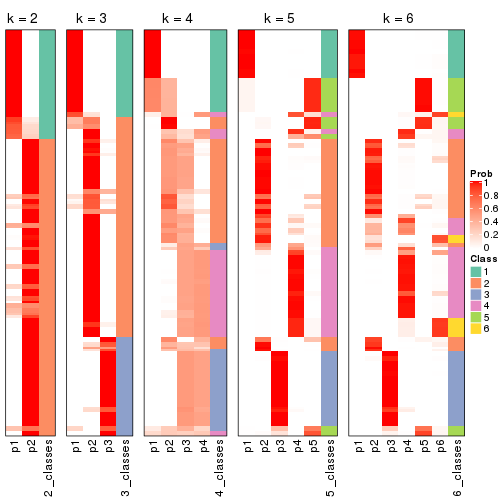 k = 2
k = 3
k = 4
k = 5
k = 6
Prob
1
0.8
0.6
0.4
0.2
0
Class
1
2
3
4
5
6
p1
p2
2_classes
p1
p2
p3
3_classes
p1
p2
p3
p4
4_classes
p1
p2
p3
p4
p5
5_classes
p1
p2
p3
p4
p5
p6
6_classes